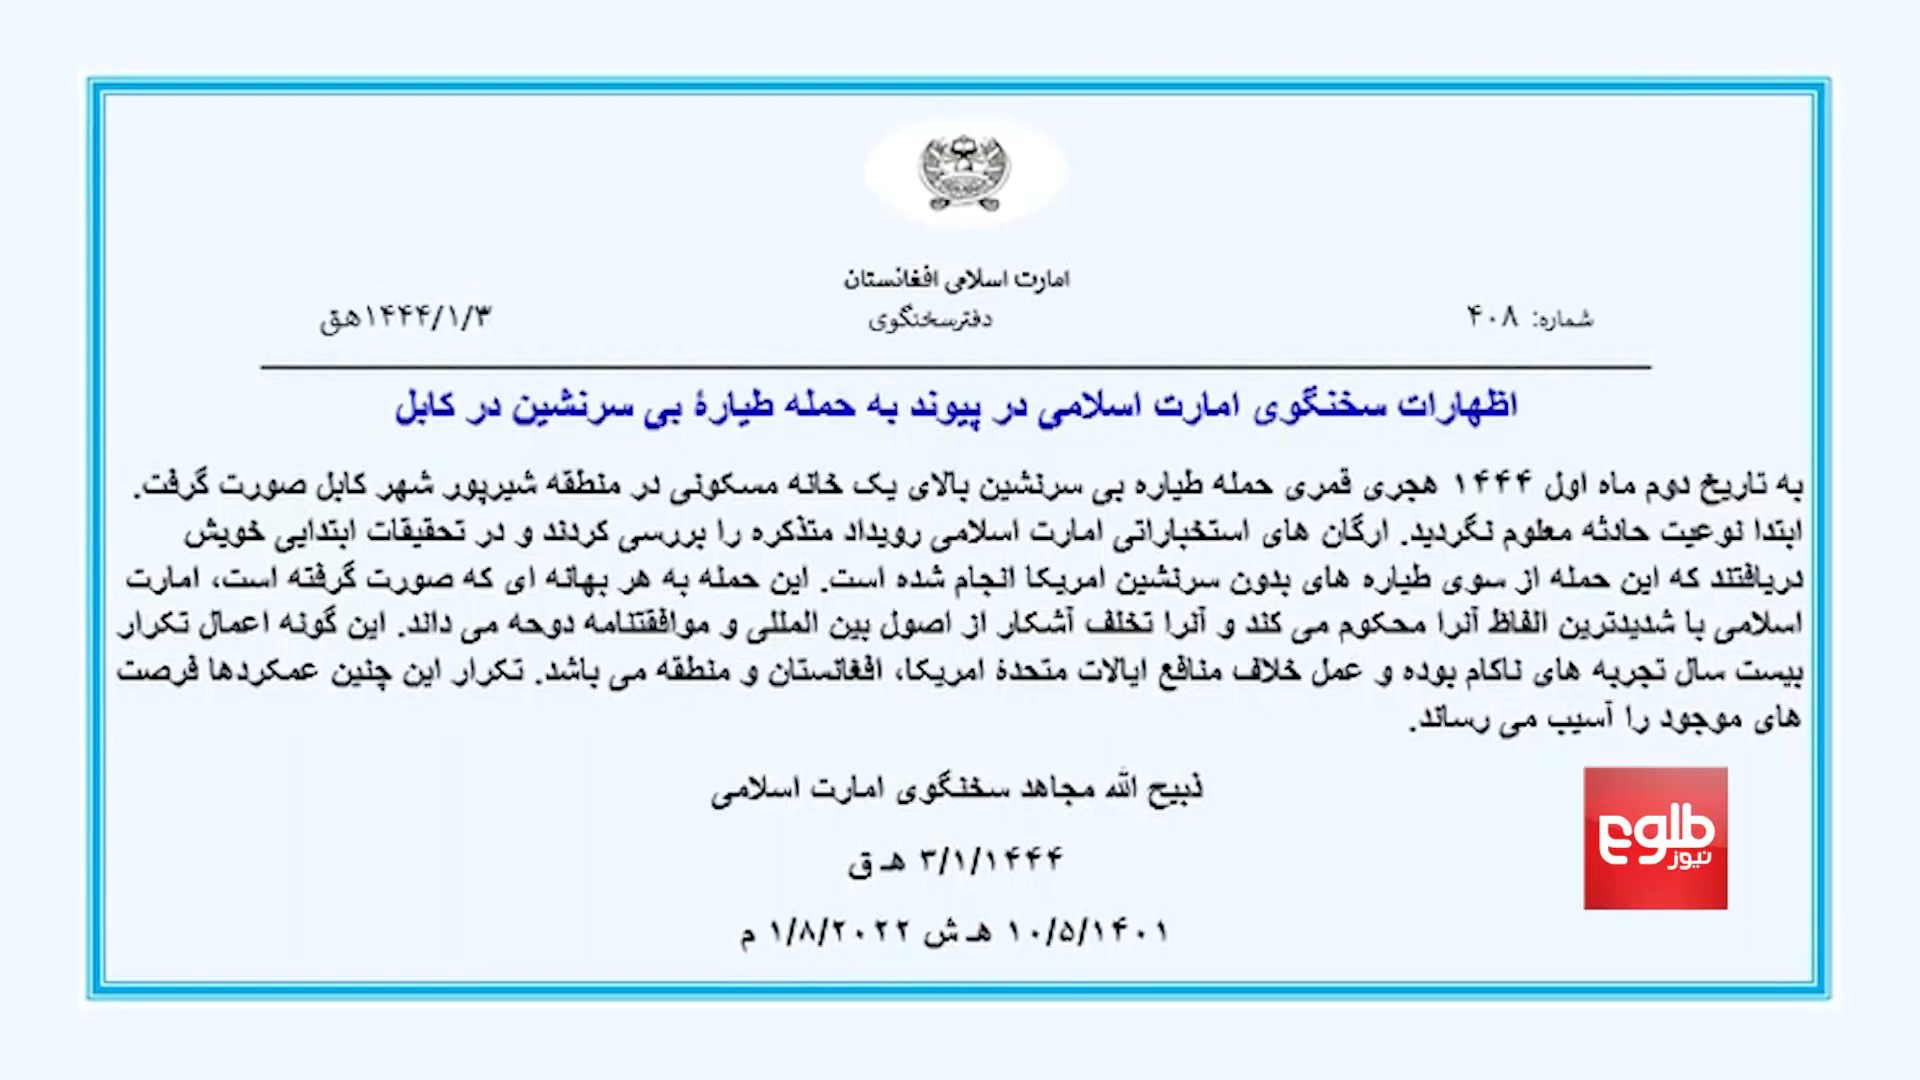 امارت اسلامی افغانستان
شماره: ۴۰۸
دفترسخنگوی
۱۴۴۴/۱/۳هـق
اظهارات سخنگوی امارت اسلامی در پیوند به حمله طیارهٔ بی سرنشین در کابل
به تاریخ دوم ماه اول ۱۴۴۴ هجری قمری حمله طیاره بی سرنشین بالای یک خانه مسکونی در منطقه شیرپور شهر کابل صورت گرفت.
ابتدا نوعیت حادثه معلوم نگردید. ارگان های استخباراتی امارت اسلامی رویداد متذکره را بررسی کردند و در تحقیقات ابتدایی خویش
دریافتند که این حمله از سوی طیاره های بدون سرنشین امریکا انجام شده است. این حمله به هر بهانه ای که صورت گرفته است، امارت
اسلامی با شدیدترین الفاظ آنرا محکوم می کند و آنرا تخلف آشکار از اصول بین المللی و موافقتنامه دوحه می داند. این گونه اعمال تکرار
بیست سال تجربه های ناکام بوده و عمل خلاف منافع ایالات متحدهٔ امریکا، افغانستان و منطقه می باشد. تکرار این چنین عمکردها فرصت
های موجود را آسیب می رساند.
ذبیح الله مجاهد سخنگوی امارت اسلامی
۳/۱/۱۴۴۴ هـ ق
۱۰/۵/۱۴۰۱ هـ ش ۱/۸/۲۰۲۲ م
طلوع
نیوز